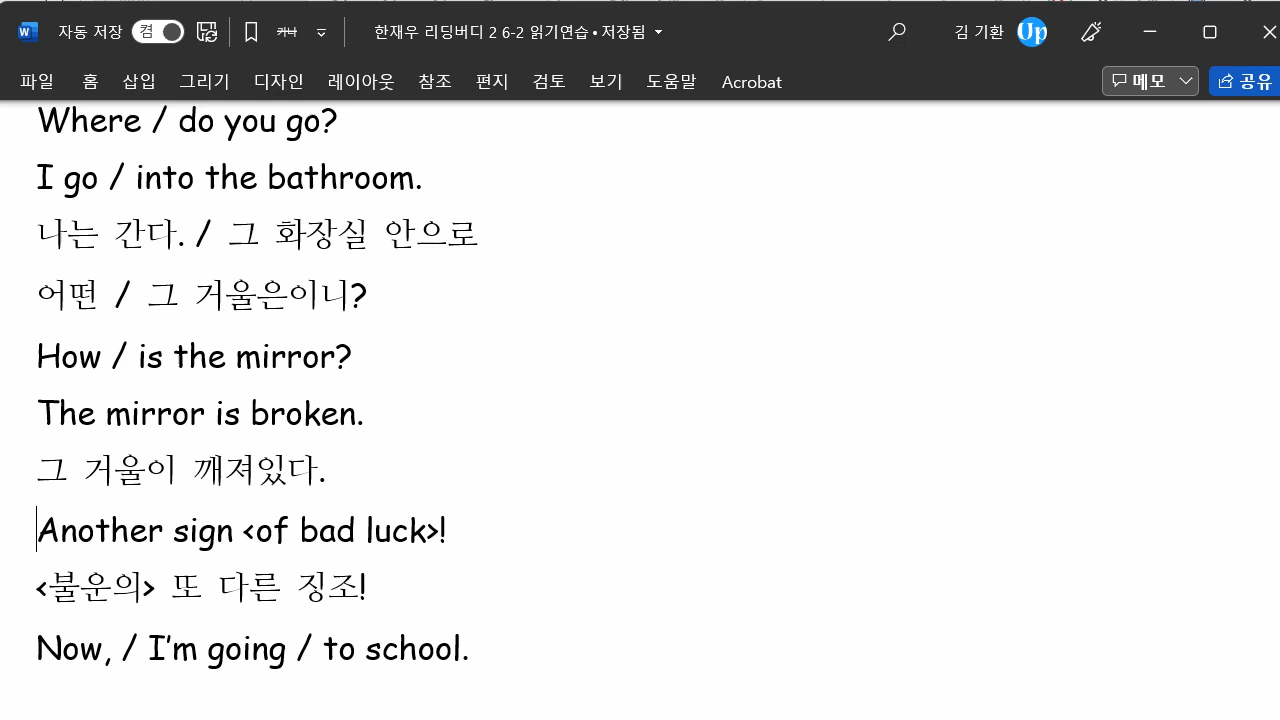 자동 저장 켬 가나 한재우 리딩버디 2 6-2 읽기연습 • 저장됨 김 기환 Up
파일 홈 삽입 그리기 디자인 레이아웃 참조 편지 검토 보기 도움말 Acrobat 메모 공유
Where / do you go?
I go / into the bathroom.
나는 간다. / 그 화장실 안으로
어떤 / 그 거울은이니?
How / is the mirror?
The mirror is broken.
그 거울이 깨져있다.
Another sign <of bad luck>!
<불운의> 또 다른 징조!
Now, / I’m going / to school.